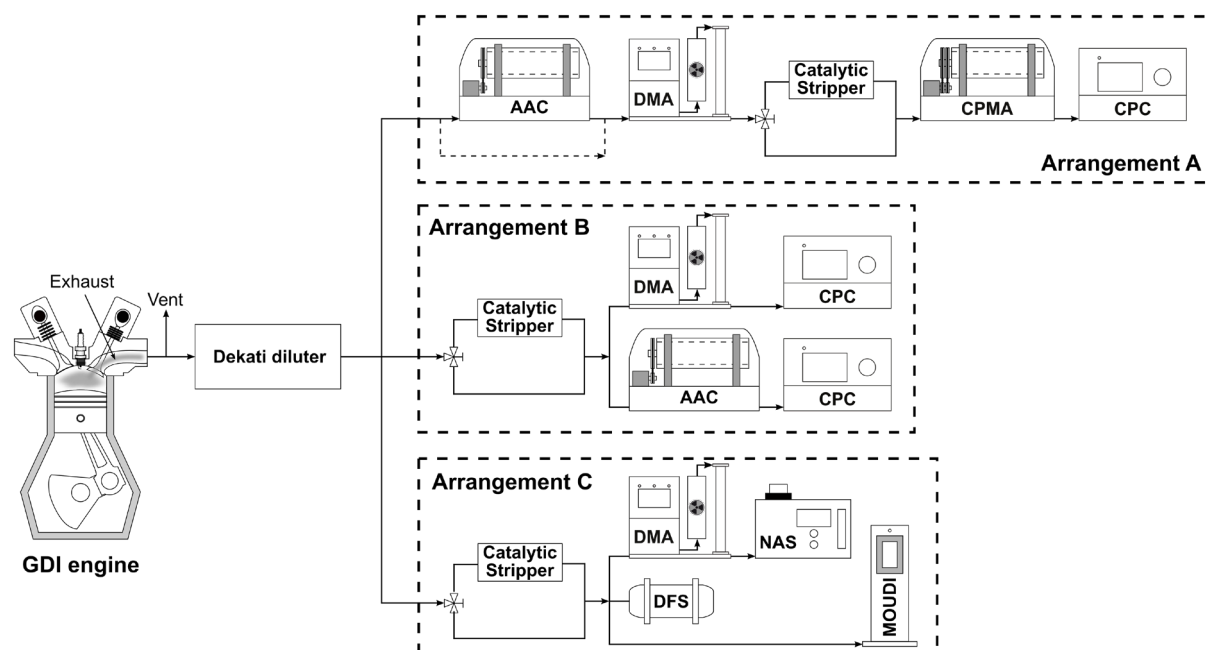 Exhaust
Vent
Dekati diluter
GDI engine
AAC
DMA
Catalytic
Stripper
CPMA
CPC
Arrangement A
Arrangement B
Catalytic
Stripper
DMA
CPC
AAC
CPC
Arrangement C
Catalytic
Stripper
DMA
NAS
DFS
MOUDI